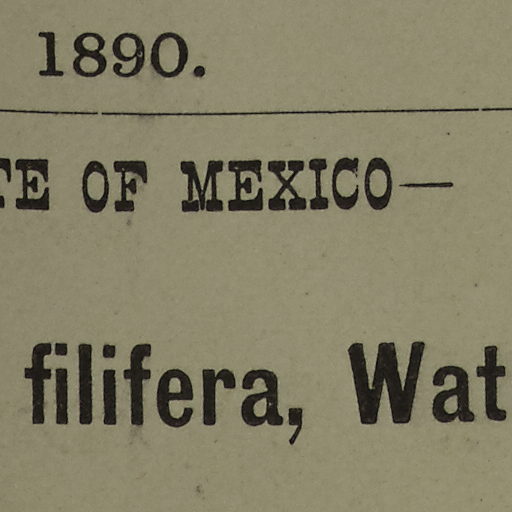 1890.
TE OF MEXICO—
filifera, Wat